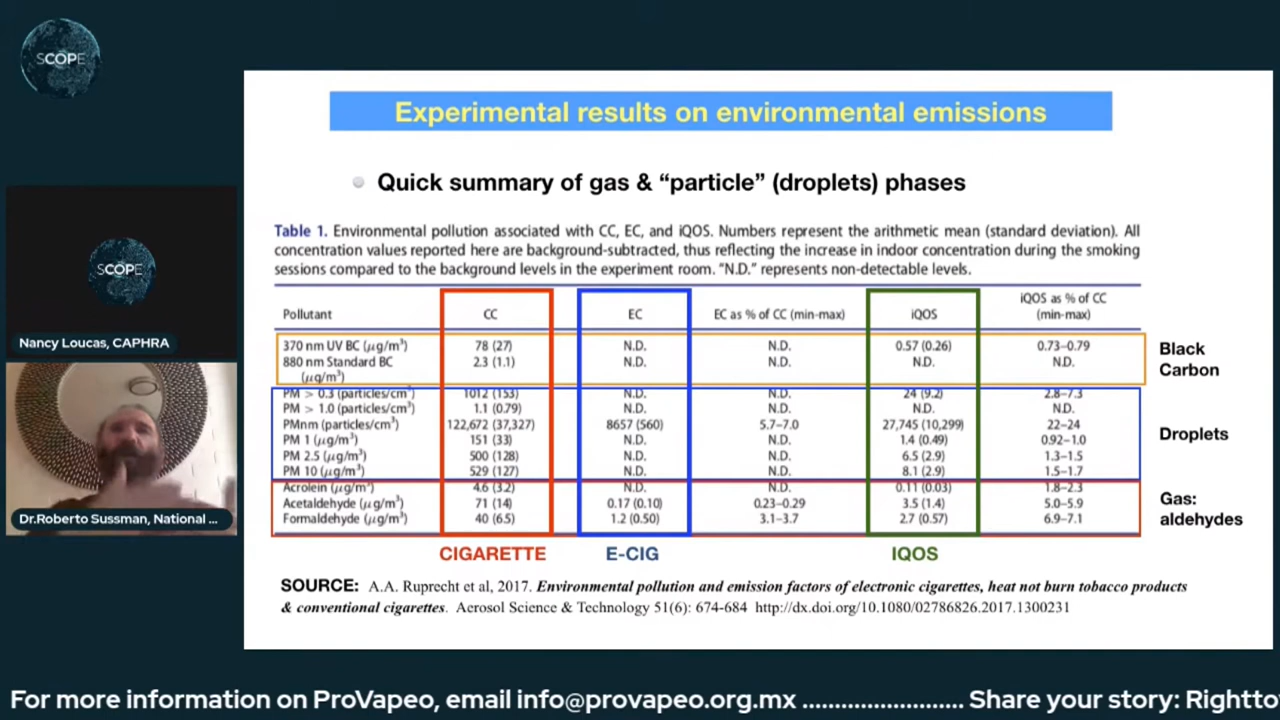 SCOPE
Experimental results on environmental emissions
Quick summary of gas & “particle” (droplets) phases
Table 1. Environmental pollution associated with CC, EC, and iQOS. Numbers represent the arithmetic mean (standard deviation). All
concentration values reported here are background-subtracted, thus reflecting the increase in indoor concentration during the smoking
sessions compared to the background levels in the experiment room. “N.D.” represents non-detectable levels.
Pollutant CC EC EC as % of CC (min-max) iQOS iQOS as % of CC (min-max)
370 nm UV BC (μg/m³) 78 (27) N.D. N.D. 0.57 (0.26) 0.73–0.79
880 nm Standard BC (μg/m³) 2.3 (1.1) N.D. N.D. N.D. N.D.
Black
Carbon
PM > 0.3 (particles/cm³) 1012 (153) N.D. N.D. 24 (9.2) 2.8–7.3
PM > 1.0 (particles/cm³) 1.1 (0.79) N.D. N.D. N.D. N.D.
PMnm (particles/cm³) 122,672 (37,327) 8657 (560) 5.7–7.0 27,745 (10,299) 22–24
PM 1 (μg/m³) 151 (33) N.D. N.D. 1.4 (0.49) 0.92–1.0
PM 2.5 (μg/m³) 500 (128) N.D. N.D. 6.5 (2.9) 1.3–1.5
PM 10 (μg/m³) 529 (127) N.D. N.D. 8.1 (2.9) 1.5–1.7
Droplets
Acrolein (μg/m³) 4.6 (3.2) N.D. N.D. 0.11 (0.03) 1.8–2.3
Acetaldehyde (μg/m³) 71 (14) 0.17 (0.10) 0.23–0.29 3.5 (1.4) 5.0–5.9
Formaldehyde (μg/m³) 40 (6.5) 1.2 (0.50) 3.1–3.7 2.7 (0.57) 6.9–7.1
Gas:
aldehydes
CIGARETTE E-CIG IQOS
SOURCE: A.A. Ruprecht et al, 2017. Environmental pollution and emission factors of electronic cigarettes, heat not burn tobacco products
& conventional cigarettes. Aerosol Science & Technology 51(6): 674-684 http://dx.doi.org/10.1080/02786826.2017.1300231
SCOPE
Nancy Loucas, CAPHRA
Dr.Roberto Sussman, National ...
For more information on ProVapeo, email info@provapeo.org.mx ........................ Share your story: Rightto